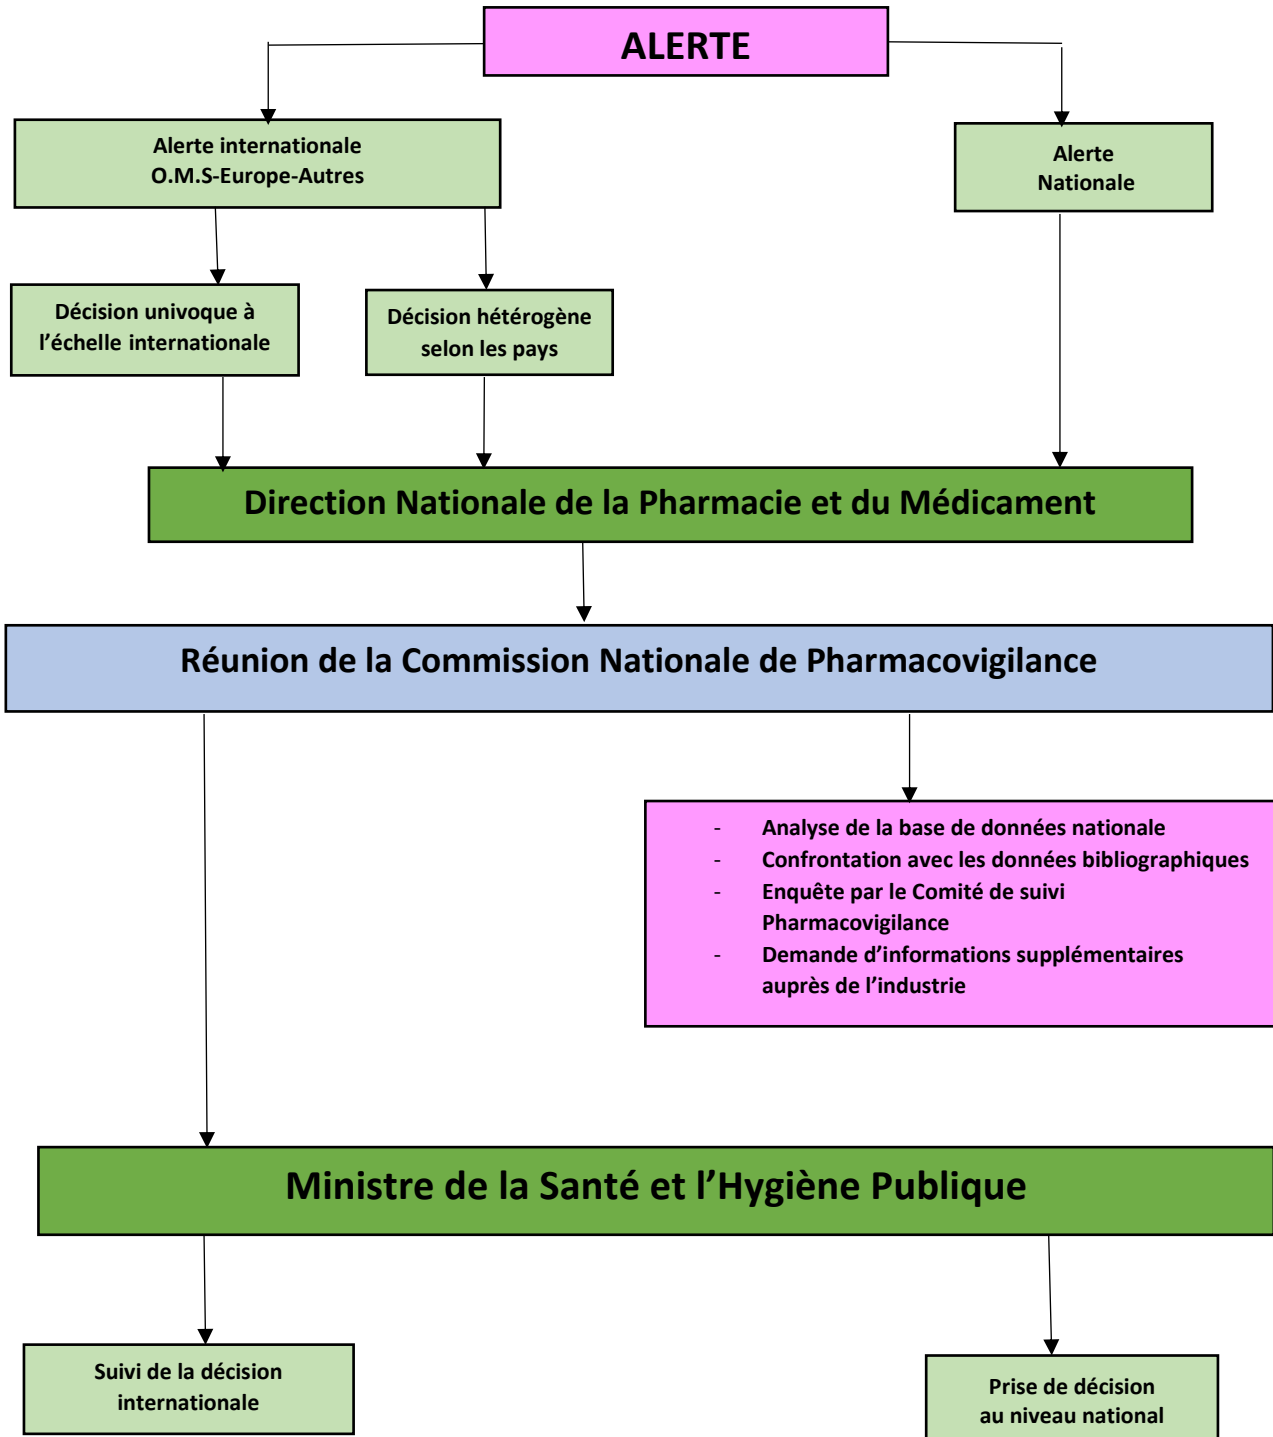 ALERTE
Alerte internationale
O.M.S-Europe-Autres
Alerte
Nationale
Décision univoque à
l’échelle internationale
Décision hétérogène
selon les pays
Direction Nationale de la Pharmacie et du Médicament
Réunion de la Commission Nationale de Pharmacovigilance
- Analyse de la base de données nationale
- Confrontation avec les données bibliographiques
- Enquête par le Comité de suivi
Pharmacovigilance
- Demande d’informations supplémentaires
auprès de l’industrie
Ministre de la Santé et l’Hygiène Publique
Suivi de la décision
internationale
Prise de décision
au niveau national